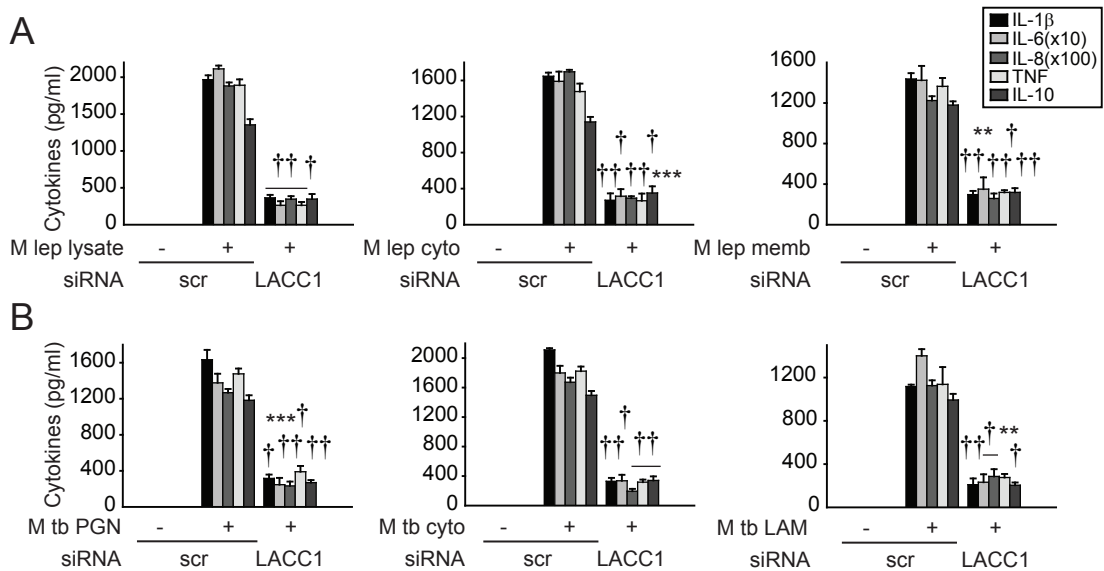 A
IL-1β
IL-6(x10)
IL-8(x100)
TNF
IL-10
Cytokines (pg/ml)
2000
1500
1000
500
0
†† †
M lep lysate - + +
siRNA scr LACC1
1600
1200
800
400
0
† †
†† †† ***
M lep cyto - + +
siRNA scr LACC1
1600
1200
800
400
0
** †
†† †† ††
M lep memb - + +
siRNA scr LACC1
B
Cytokines (pg/ml)
1600
1200
800
400
0
*** †
† †† ††
M tb PGN - + +
siRNA scr LACC1
2000
1600
1200
800
400
0
†
†† ††
M tb cyto - + +
siRNA scr LACC1
1600
1200
800
400
0
† **
†† †
M tb LAM - + +
siRNA scr LACC1